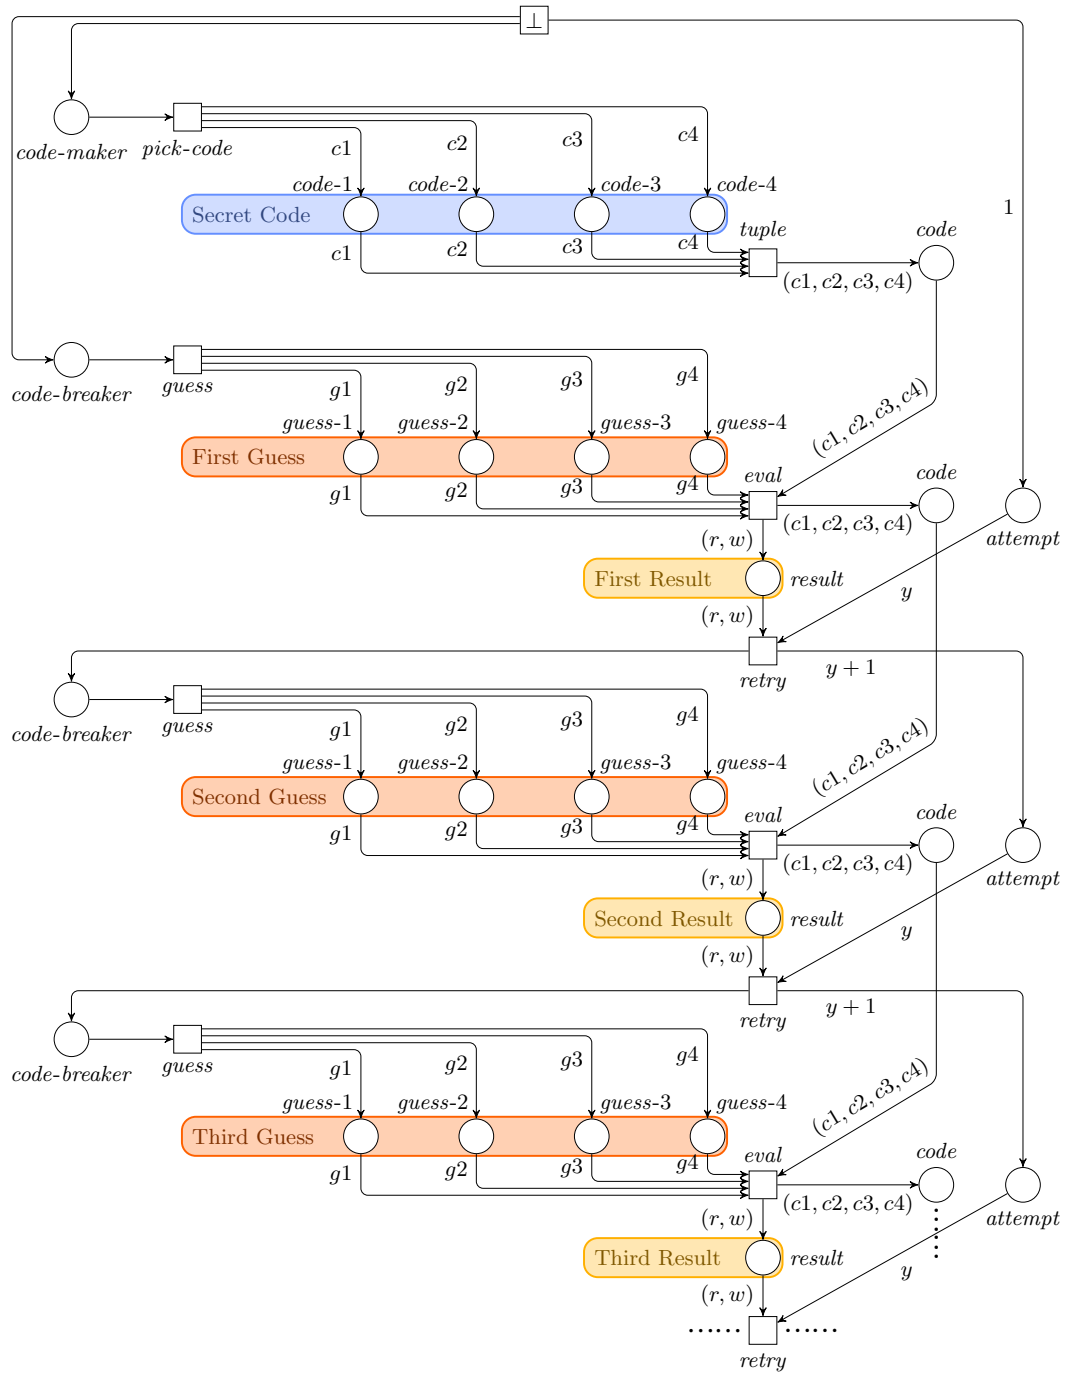 ⊥
code-maker pick-code
c1 c2 c3 c4
code-1 code-2 code-3 code-4
1
Secret Code
c1 c2 c3 c4
tuple
code
(c1, c2, c3, c4)
code-breaker guess
g1 g2 g3 g4
(c1, c2, c3, c4)
guess-1 guess-2 guess-3 guess-4
First Guess
g1 g2 g3 g4
eval
code
(c1, c2, c3, c4)
attempt
(r, w)
First Result
result
y
(r, w)
y + 1
retry
code-breaker guess
g1 g2 g3 g4
(c1, c2, c3, c4)
guess-1 guess-2 guess-3 guess-4
Second Guess
g1 g2 g3 g4
eval
code
(c1, c2, c3, c4)
attempt
(r, w)
Second Result
result
y
(r, w)
y + 1
retry
code-breaker guess
g1 g2 g3 g4
(c1, c2, c3, c4)
guess-1 guess-2 guess-3 guess-4
Third Guess
g1 g2 g3 g4
eval
code
(c1, c2, c3, c4)
attempt
(r, w)
Third Result
result
y
(r, w)
retry